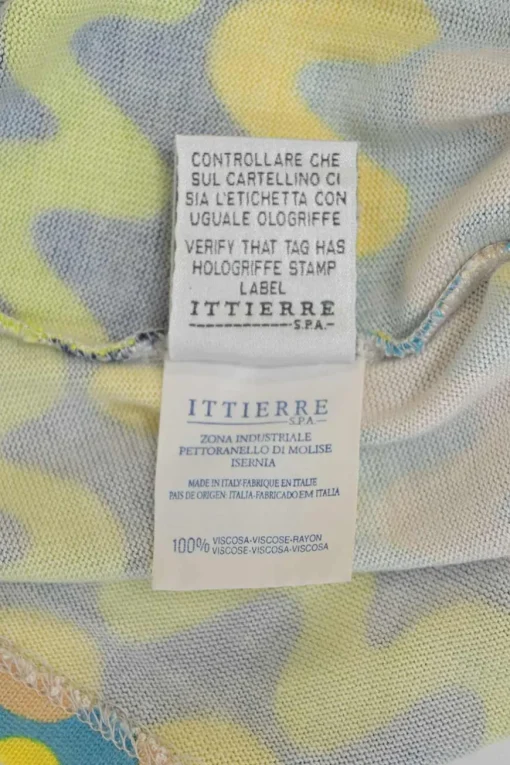 CONTROLLARE CHE
SUL CARTELLINO CI
SIA L'ETICHETTA CON
UGUALE OLOGRIFFE
VERIFY THAT TAG HAS
HOLOGRIFFE STAMP
LABEL
ITTIERRE
S.P.A.
ITTIERRE
S.P.A.
ZONA INDUSTRIALE
PETTORANELLO DI MOLISE
ISERNIA
MADE IN ITALY-FABRIQUE EN ITALIE
PAIS DE ORIGEN: ITALIA-FABRICADO EM ITALIA
100% VISCOSA-VISCOSE-RAYON
VISCOSE-VISCOSA-VISCOSA